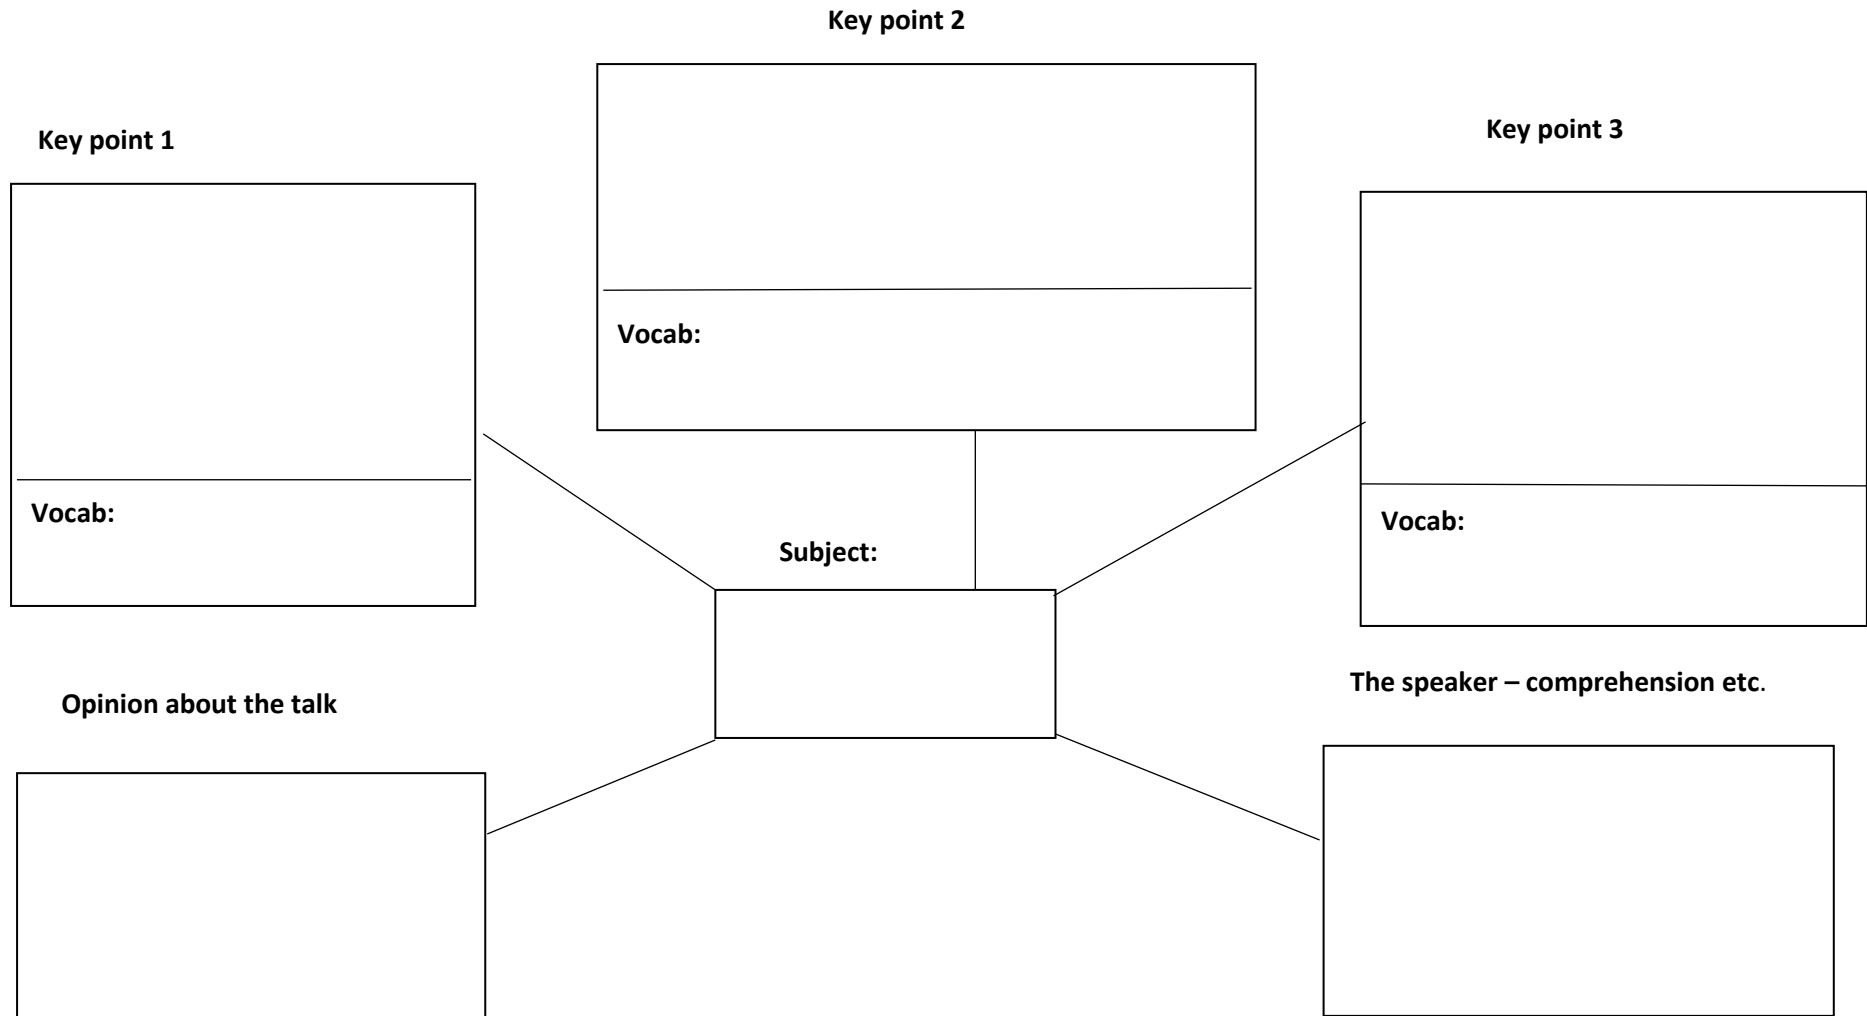 Key point 2
Key point 1
Key point 3
Vocab:
Vocab:
Vocab:
Subject:
Opinion about the talk
The speaker – comprehension etc.